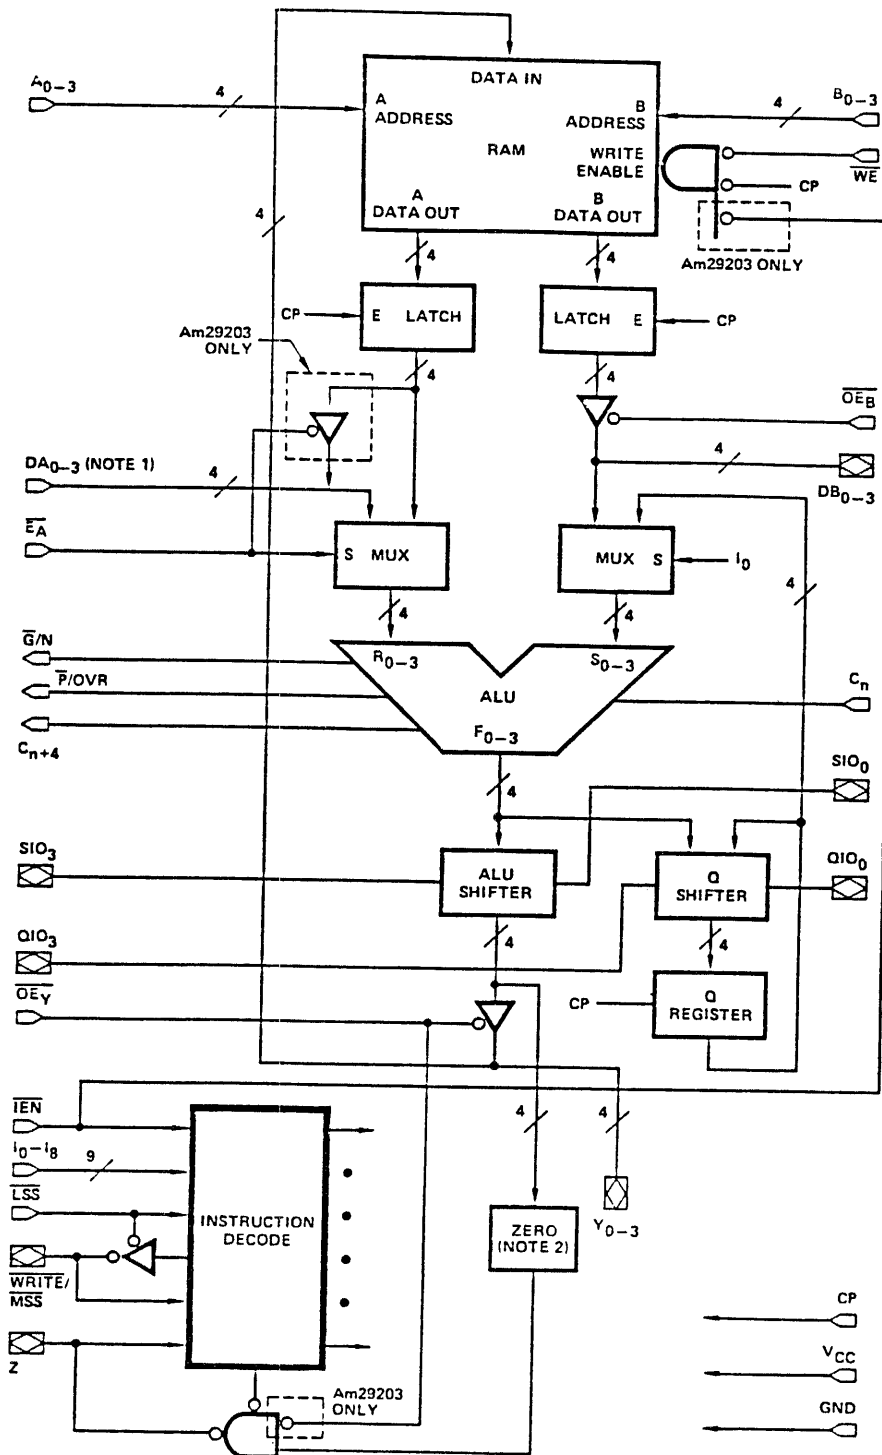 DATA IN
A0–3
4
A
ADDRESS
B
ADDRESS
4
B0–3
RAM
WRITE
ENABLE
WE
CP
A
DATA OUT
B
DATA OUT
4
Am29203 ONLY
4
4
CP
E LATCH
LATCH E
CP
Am29203
ONLY
4
4
OEB
DA0–3 (NOTE 1)
4
4
DB0–3
EA
S MUX
MUX S
I0
4
4
4
G/N
R0–3
S0–3
P/OVR
ALU
Cn
Cn+4
F0–3
SIO0
4
SIO3
ALU
SHIFTER
Q
SHIFTER
QIO0
QIO3
4
4
OEY
CP
Q
REGISTER
IEN
4
4
I0–I8
9
LSS
INSTRUCTION
DECODE
ZERO
(NOTE 2)
Y0–3
WRITE/
MSS
CP
Z
VCC
Am29203
ONLY
GND